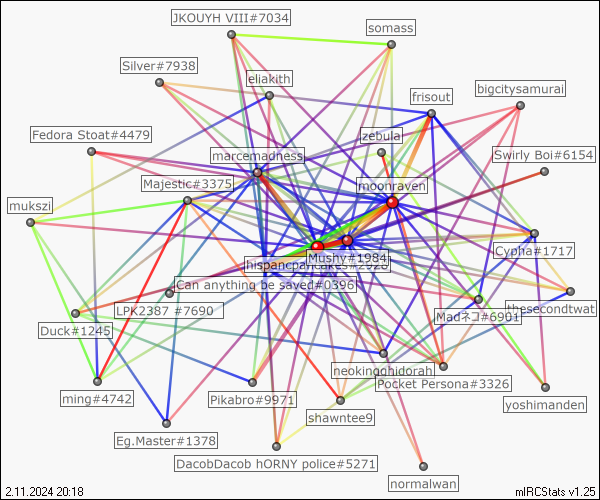 JKOUYH VIII#7034
somass
Silver#7938
eliakith
bigcitysamurai
frisout
Fedora Stoat#4479
zebula
marcemadness
Swirly Boi#6154
Majestic#3375
moonraven
mukszi
Cypha#1717
Mushy#1984
hispancpancakes#2928
Can anything be saved#0396
LPK2387 #7690
thesecondtwat
Madネコ#6901
Duck#1245
neokingghidorah
Pocket Persona#3326
ming#4742
Pikabro#9971
yoshimanden
shawntee9
Eg.Master#1378
DacobDacob hORNY police#5271
normalwan
2.11.2024 20:18
mIRCStats v1.25